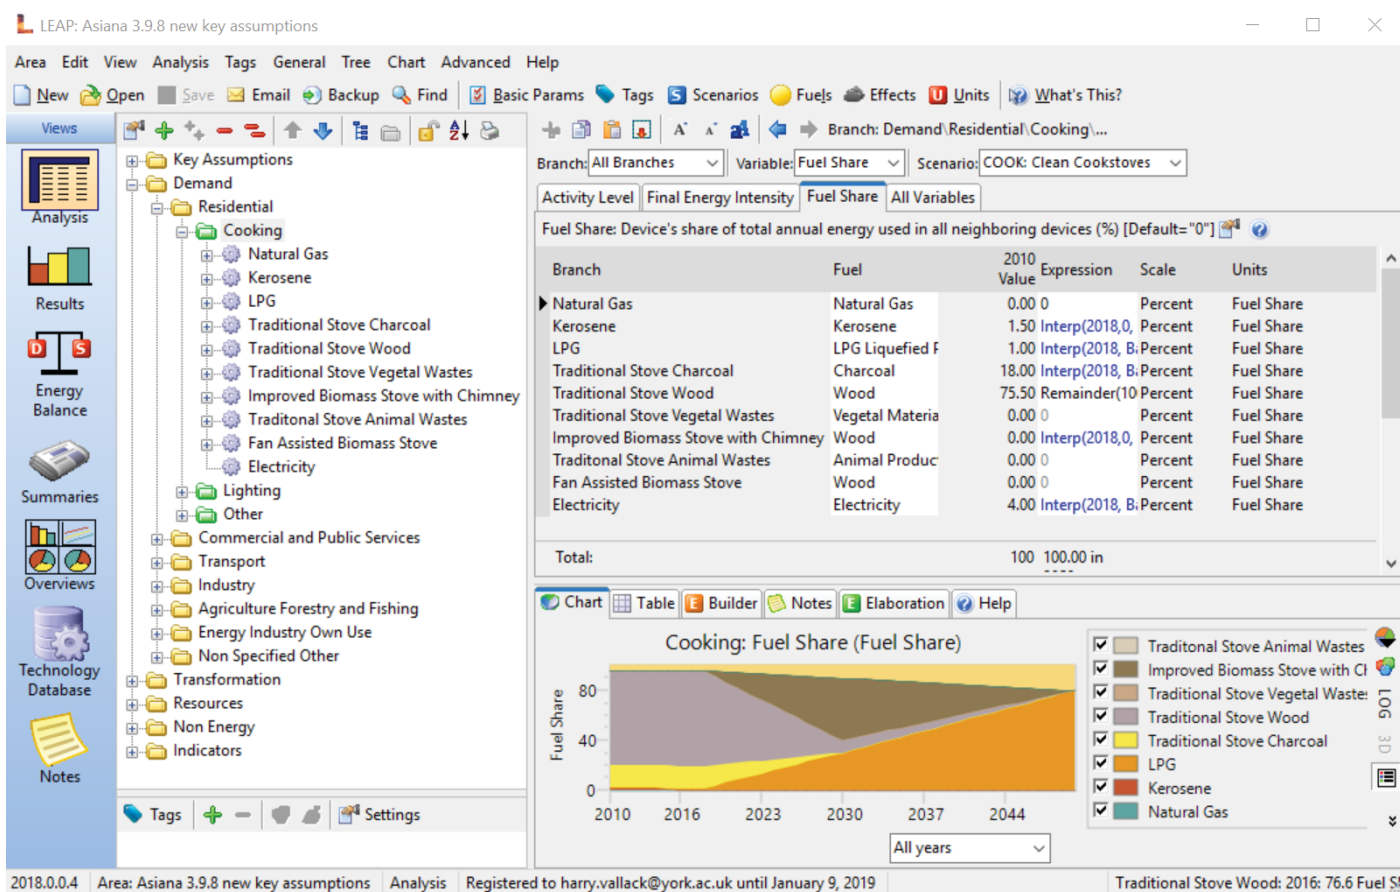 LEAP: Asiana 3.9.8 new key assumptions
Area Edit View Analysis Tags General Tree Chart Advanced Help
New Open Save Email Backup Find Basic Params Tags Scenarios Fuels Effects Units What's This?
Views
Analysis
Results
Energy
Balance
Summaries
Overviews
Technology
Database
Notes
Key Assumptions
Demand
Residential
Cooking
Natural Gas
Kerosene
LPG
Traditional Stove Charcoal
Traditional Stove Wood
Traditional Stove Vegetal Wastes
Improved Biomass Stove with Chimney
Traditonal Stove Animal Wastes
Fan Assisted Biomass Stove
Electricity
Lighting
Other
Commercial and Public Services
Transport
Industry
Agriculture Forestry and Fishing
Energy Industry Own Use
Non Specified Other
Transformation
Resources
Non Energy
Indicators
Tags Settings
Branch: Demand\Residential\Cooking\...
Branch: All Branches Variable: Fuel Share Scenario: COOK: Clean Cookstoves
Activity Level Final Energy Intensity Fuel Share All Variables
Fuel Share: Device's share of total annual energy used in all neighboring devices (%) [Default="0"]
Branch Fuel 2010 Value Expression Scale Units
Natural Gas Natural Gas 0.00 0 Percent Fuel Share
Kerosene Kerosene 1.50 Interp(2018,0, Percent Fuel Share
LPG LPG Liquefied 1.00 Interp(2018, Percent Fuel Share
Traditional Stove Charcoal Charcoal 18.00 Interp(2018, Percent Fuel Share
Traditional Stove Wood Wood 75.50 Remainder(10 Percent Fuel Share
Traditional Stove Vegetal Wastes Vegetal Materia 0.00 0 Percent Fuel Share
Improved Biomass Stove with Chimney Wood 0.00 Interp(2018,0, Percent Fuel Share
Traditonal Stove Animal Wastes Animal Produc 0.00 0 Percent Fuel Share
Fan Assisted Biomass Stove Wood 0.00 0 Percent Fuel Share
Electricity Electricity 4.00 Interp(2018, Percent Fuel Share
Total: 100 100.00 in
Chart Table Builder Notes Elaboration Help
Cooking: Fuel Share (Fuel Share)
Fuel Share
80
40
0
2010 2016 2023 2030 2037 2044
All years
Traditonal Stove Animal Wastes
Improved Biomass Stove with
Traditional Stove Vegetal Wastes
Traditional Stove Wood
Traditional Stove Charcoal
LPG
Kerosene
Natural Gas
LOG
3D
2018.0.0.4 Area: Asiana 3.9.8 new key assumptions Analysis Registered to harry.vallack@york.ac.uk until January 9, 2019 Traditional Stove Wood: 2016: 76.6 Fuel